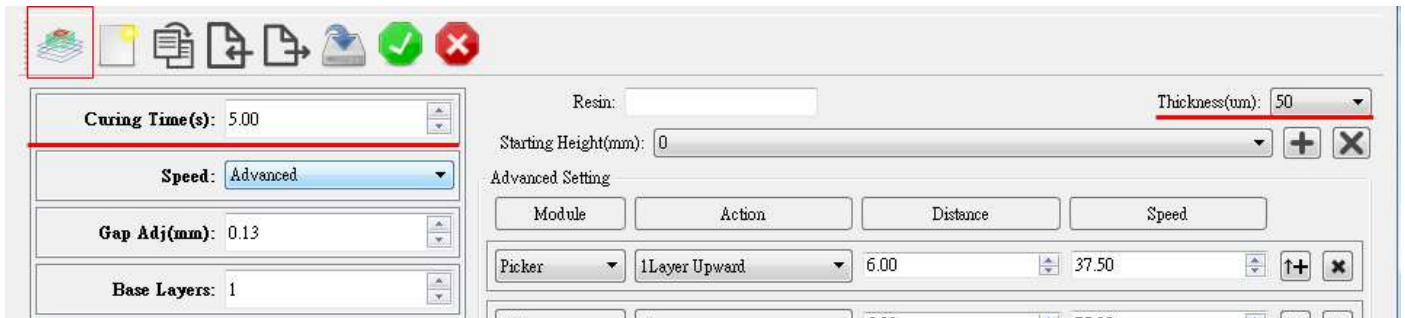 Curing Time(s): 5.00
Speed: Advanced
Gap Adj(mm): 0.13
Base Layers: 1
Resin:
Thickness(um): 50
Starting Height(mm): 0
Advanced Setting
Module Action Distance Speed
Picker 1Layer Upward 6.00 37.50